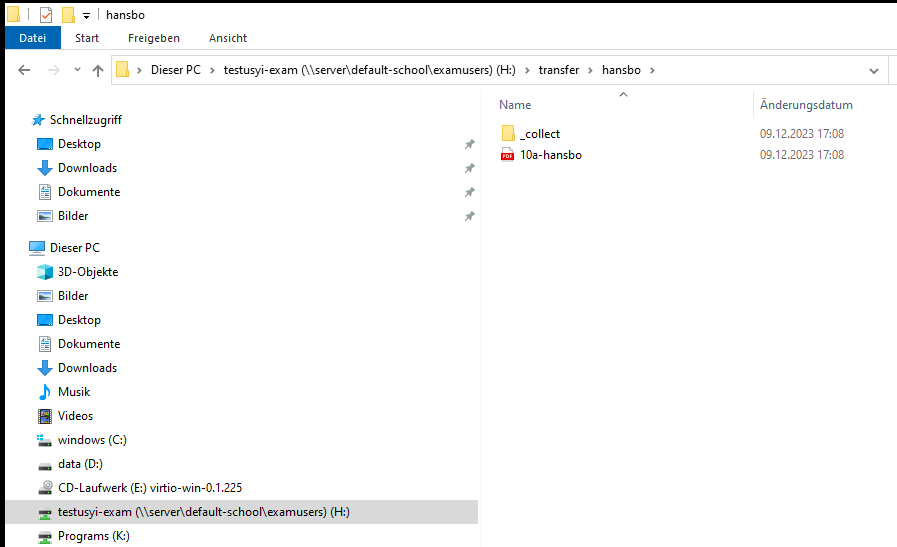 hansbo
Datei Start Freigeben Ansicht
Dieser PC testusyi-exam (\\server\default-school\examusers) (H:) transfer hansbo
Name Änderungsdatum
_collect 09.12.2023 17:08
PDF 10a-hansbo 09.12.2023 17:08
Schnellzugriff
Desktop
Downloads
Dokumente
Bilder
Dieser PC
3D-Objekte
Bilder
Desktop
Dokumente
Downloads
Musik
Videos
windows (C:)
data (D:)
CD-Laufwerk (E:) virtio-win-0.1.225
testusyi-exam (\\server\default-school\examusers) (H:)
Programs (K:)